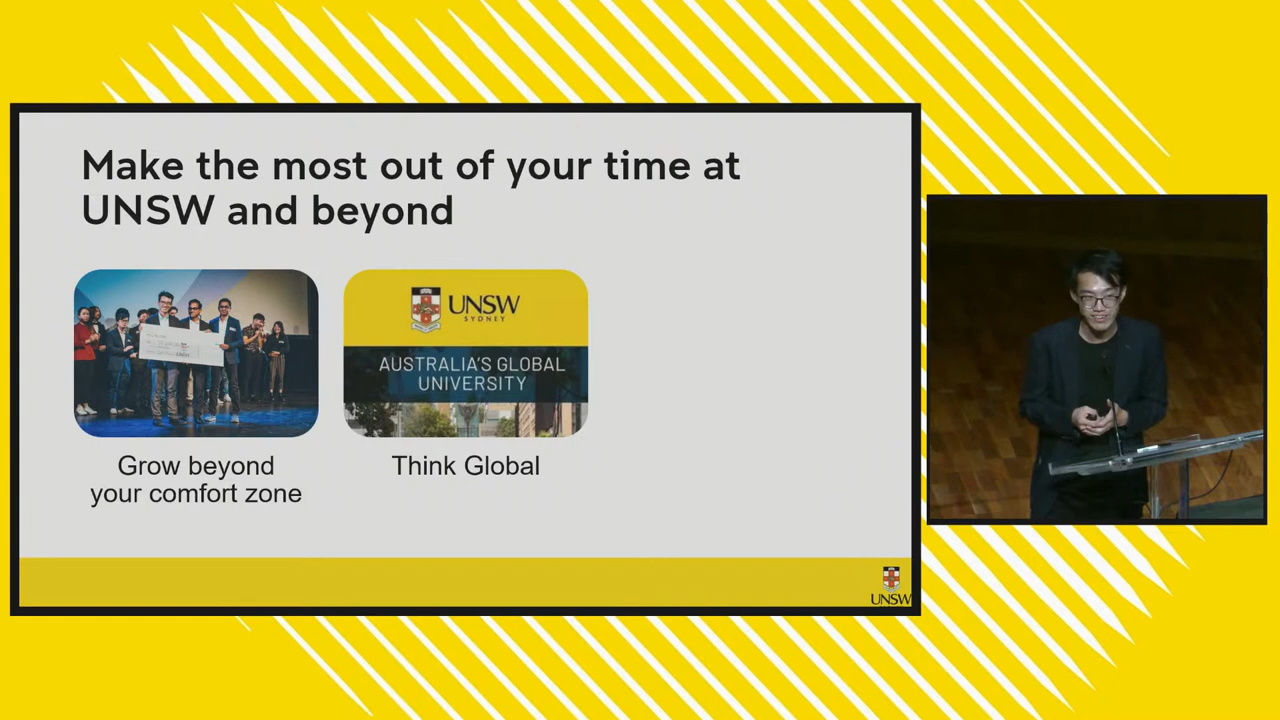 Make the most out of your time at
UNSW and beyond
UNSW
SYDNEY
AUSTRALIA'S GLOBAL
UNIVERSITY
Grow beyond
your comfort zone
Think Global
UNSW